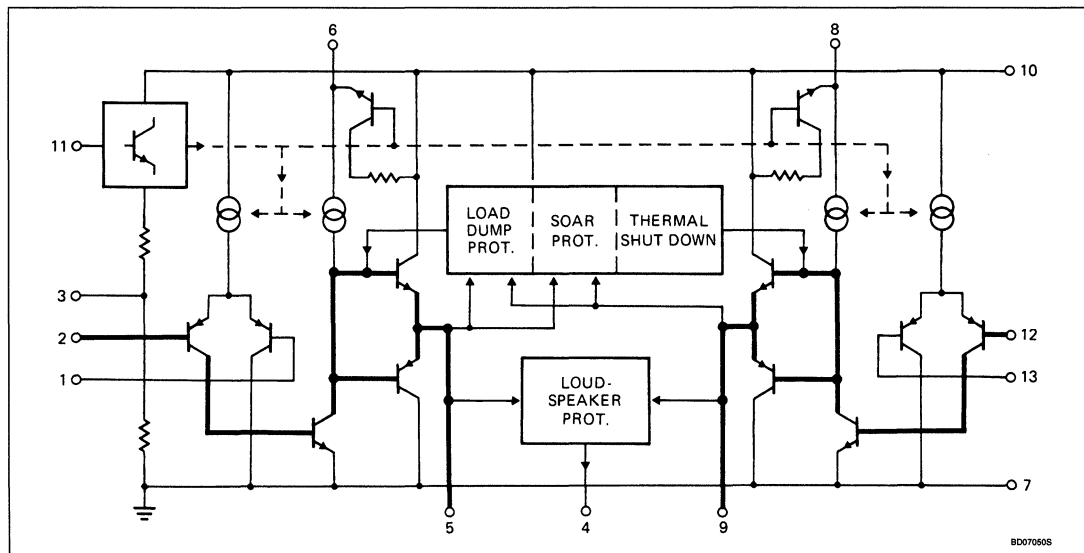 6
8
10
11
LOAD
DUMP
PROT.
SOAR
PROT.
THERMAL
SHUT DOWN
3
2
12
1
13
LOUD-
SPEAKER
PROT.
7
5
4
9
BD07050S